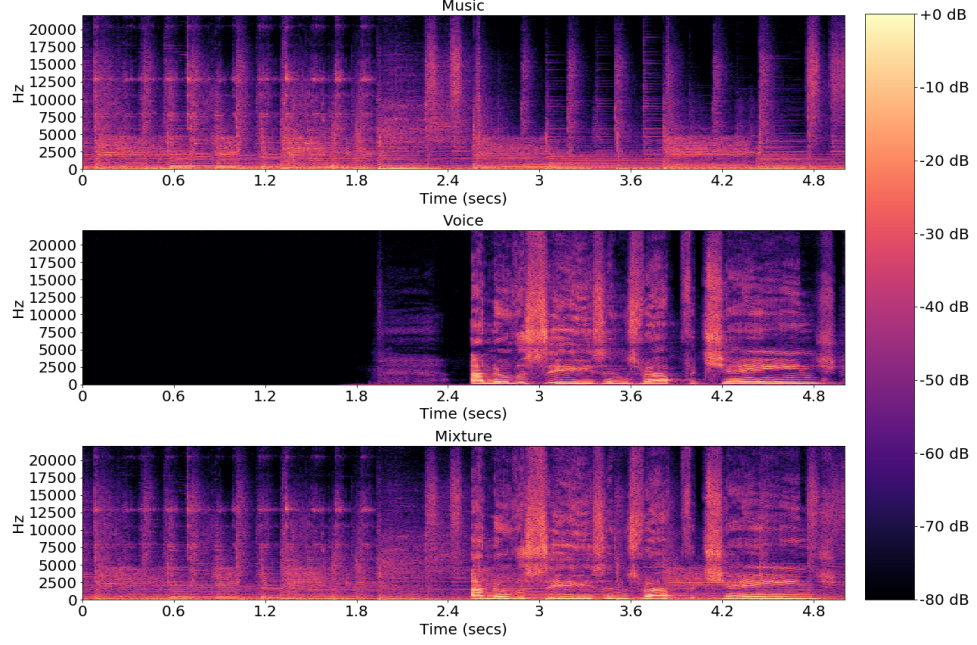 Music
+0 dB
20000
17500
15000
12500
10000
7500
5000
2500
0
Hz
0 0.6 1.2 1.8 2.4 3 3.6 4.2 4.8
Time (secs)
Voice
20000
17500
15000
12500
10000
7500
5000
2500
0
Hz
0 0.6 1.2 1.8 2.4 3 3.6 4.2 4.8
Time (secs)
Mixture
20000
17500
15000
12500
10000
7500
5000
2500
0
Hz
0 0.6 1.2 1.8 2.4 3 3.6 4.2 4.8
Time (secs)
-10 dB
-20 dB
-30 dB
-40 dB
-50 dB
-60 dB
-70 dB
-80 dB